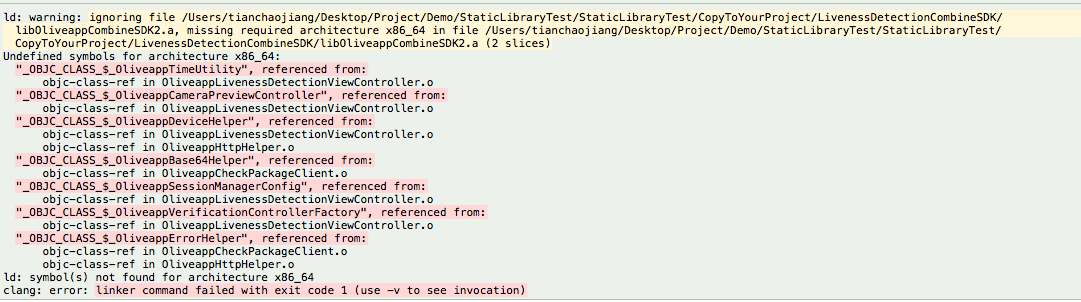 ld: warning: ignoring file /Users/tianchaojiang/Desktop/Project/Demo/StaticLibraryTest/StaticLibraryTest/CopyToYourProject/LivenessDetectionCombineSDK/
libOliveappCombineSDK2.a, missing required architecture x86_64 in file /Users/tianchaojiang/Desktop/Project/Demo/StaticLibraryTest/StaticLibraryTest/
CopyToYourProject/LivenessDetectionCombineSDK/libOliveappCombineSDK2.a (2 slices)
Undefined symbols for architecture x86_64:
"_OBJC_CLASS_$_OliveappTimeUtility", referenced from:
objc-class-ref in OliveappLivenessDetectionViewController.o
"_OBJC_CLASS_$_OliveappCameraPreviewController", referenced from:
objc-class-ref in OliveappLivenessDetectionViewController.o
"_OBJC_CLASS_$_OliveappDeviceHelper", referenced from:
objc-class-ref in OliveappLivenessDetectionViewController.o
objc-class-ref in OliveappHttpHelper.o
"_OBJC_CLASS_$_OliveappBase64Helper", referenced from:
objc-class-ref in OliveappCheckPackageClient.o
"_OBJC_CLASS_$_OliveappSessionManagerConfig", referenced from:
objc-class-ref in OliveappLivenessDetectionViewController.o
"_OBJC_CLASS_$_OliveappVerificationControllerFactory", referenced from:
objc-class-ref in OliveappLivenessDetectionViewController.o
"_OBJC_CLASS_$_OliveappErrorHelper", referenced from:
objc-class-ref in OliveappCheckPackageClient.o
objc-class-ref in OliveappHttpHelper.o
ld: symbol(s) not found for architecture x86_64
clang: error: linker command failed with exit code 1 (use -v to see invocation)